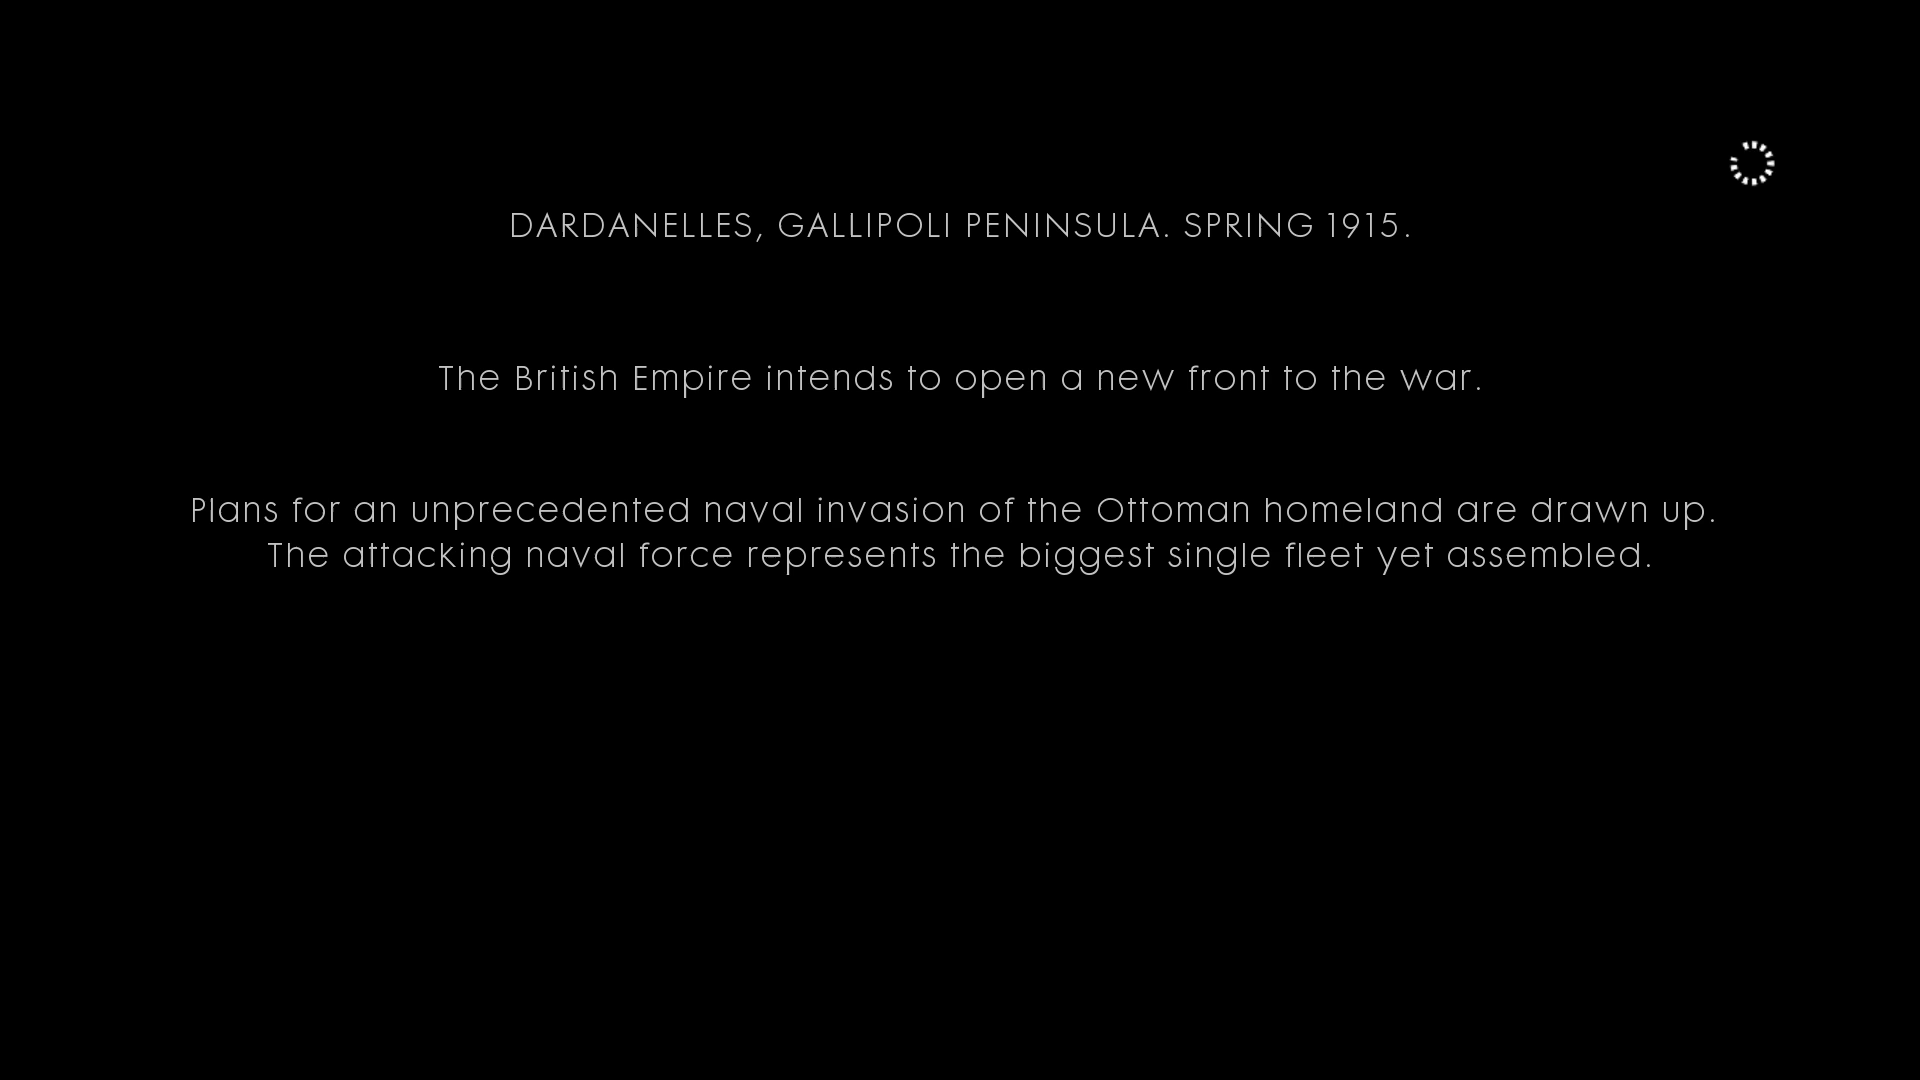 DARDANELLES, GALLIPOLI PENINSULA. SPRING 1915.
The British Empire intends to open a new front to the war.
Plans for an unprecedented naval invasion of the Ottoman homeland are drawn up.
The attacking naval force represents the biggest single fleet yet assembled.